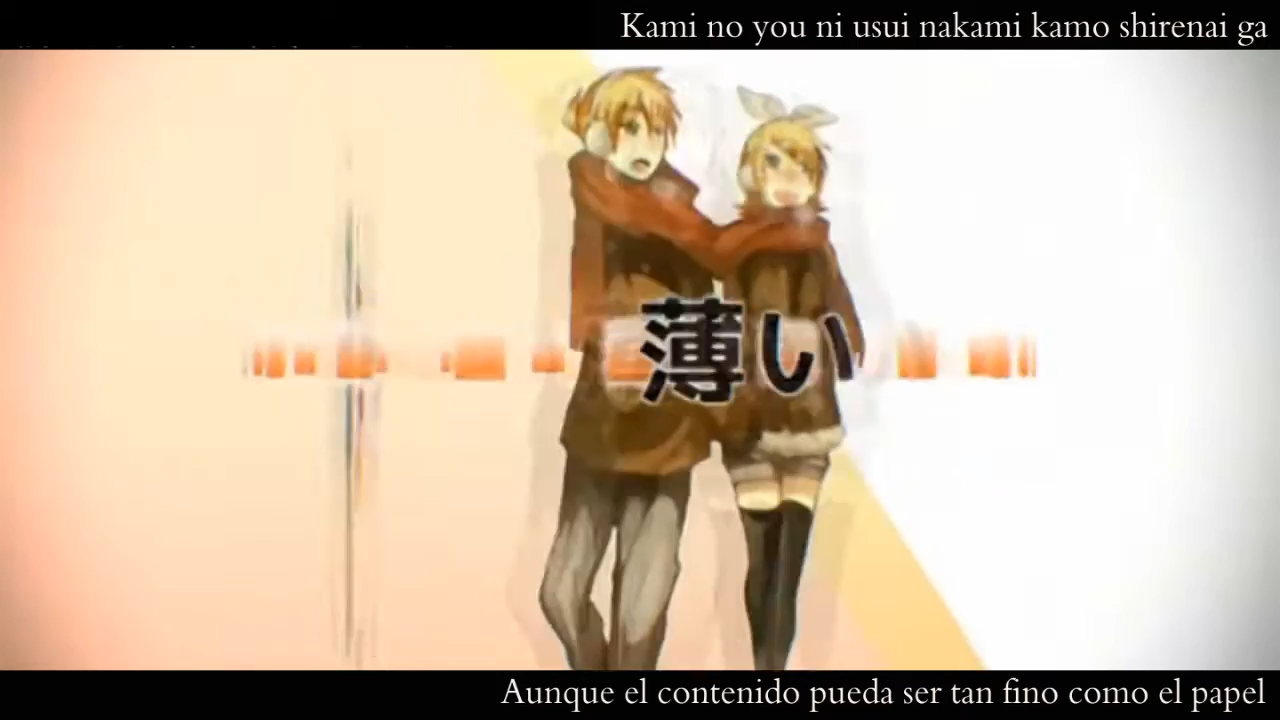 Kami no you ni usui nakami kamo shirenai ga
薄い
Aunque el contenido pueda ser tan fino como el papel